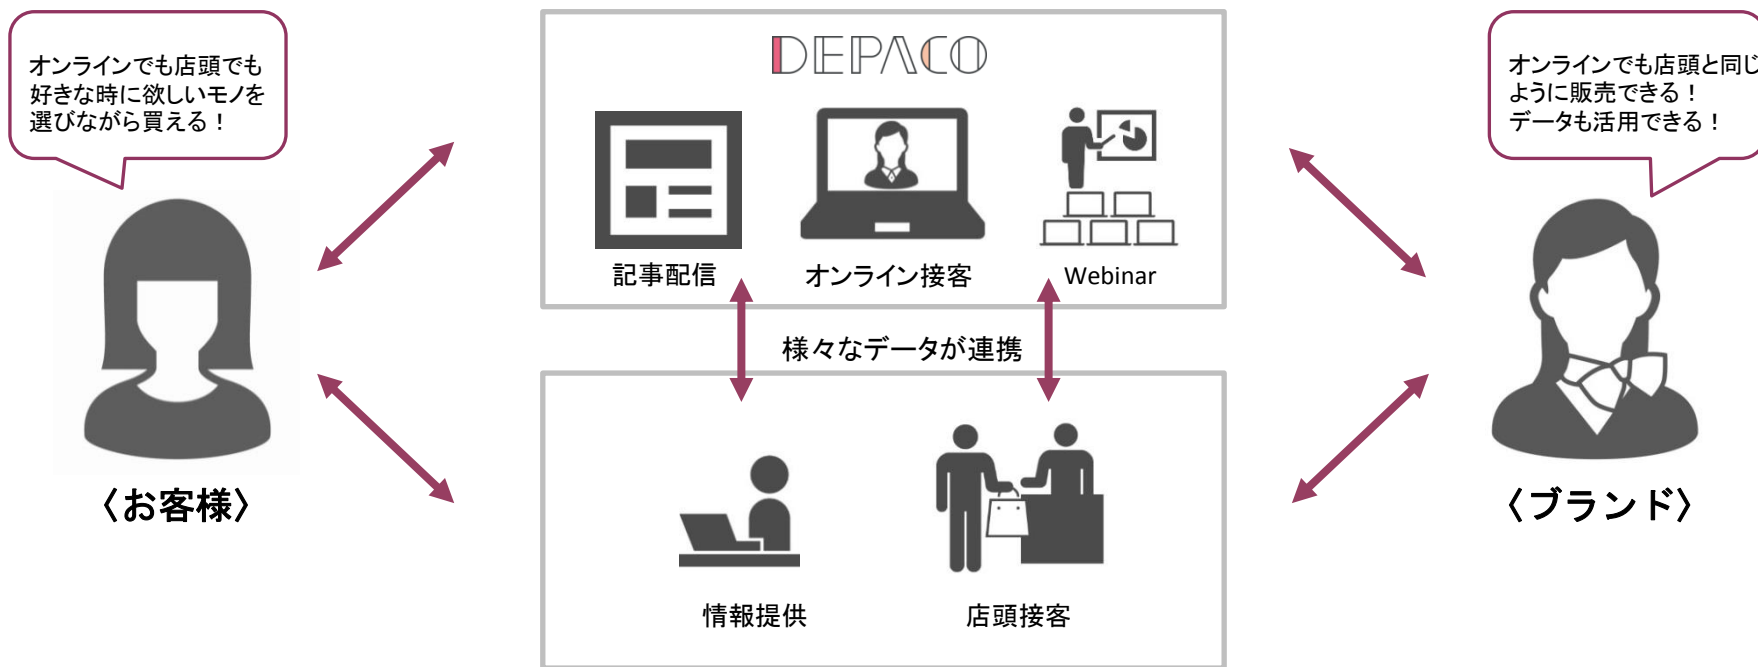 オンラインでも店頭でも
好きな時に欲しいモノを
選びながら買える！
DEPACO
オンラインでも店頭と同じ
ように販売できる！
データも活用できる！
記事配信
オンライン接客
Webinar
様々なデータが連携
〈お客様〉
〈ブランド〉
情報提供
店頭接客